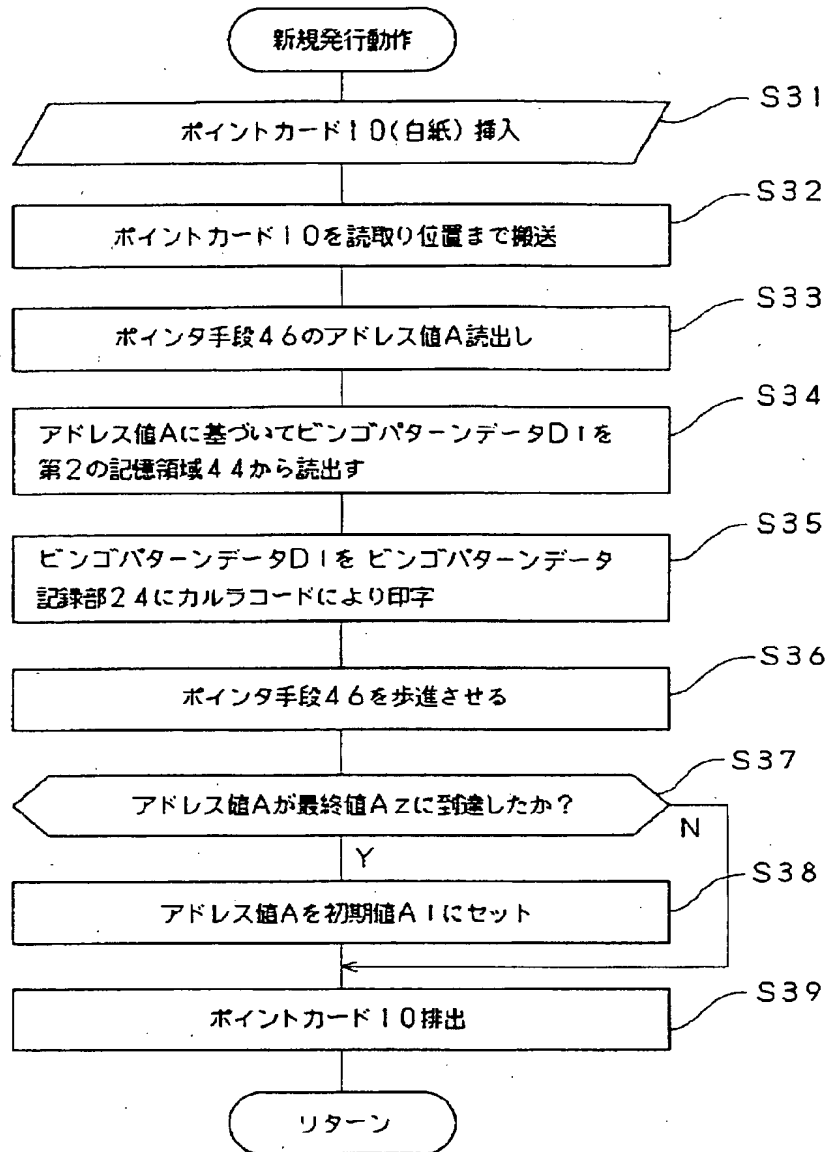 新規発行動作
S31
ポイントカード10(白紙)挿入
S32
ポイントカード10を読取り位置まで搬送
S33
ポインタ手段46のアドレス値A読出し
S34
アドレス値Aに基づいてビンゴパターンデータD1を
第2の記憶領域44から読出す
S35
ビンゴパターンデータD1を ビンゴパターンデータ
記録部24にカルラコードにより印字
S36
ポインタ手段46を歩進させる
S37
アドレス値Aが最終値Azに到達したか?
N
Y
S38
アドレス値Aを初期値A1にセット
S39
ポイントカード10排出
リターン